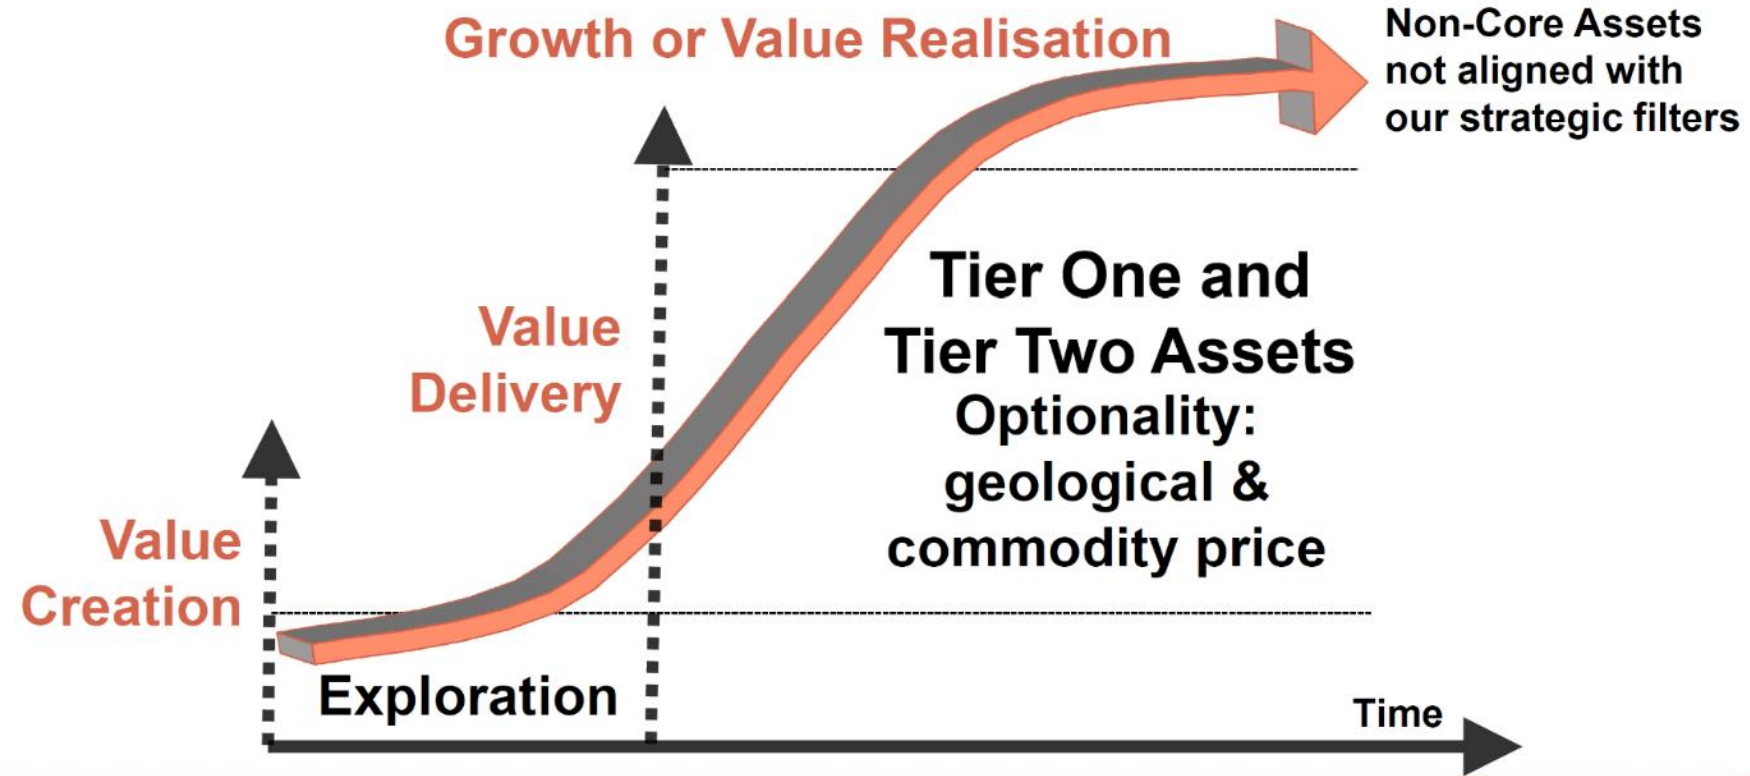 Growth or Value Realisation
Non-Core Assets
not aligned with
our strategic filters
Value
Delivery
Tier One and
Tier Two Assets
Optionality:
geological &
commodity price
Value
Creation
Exploration
Time